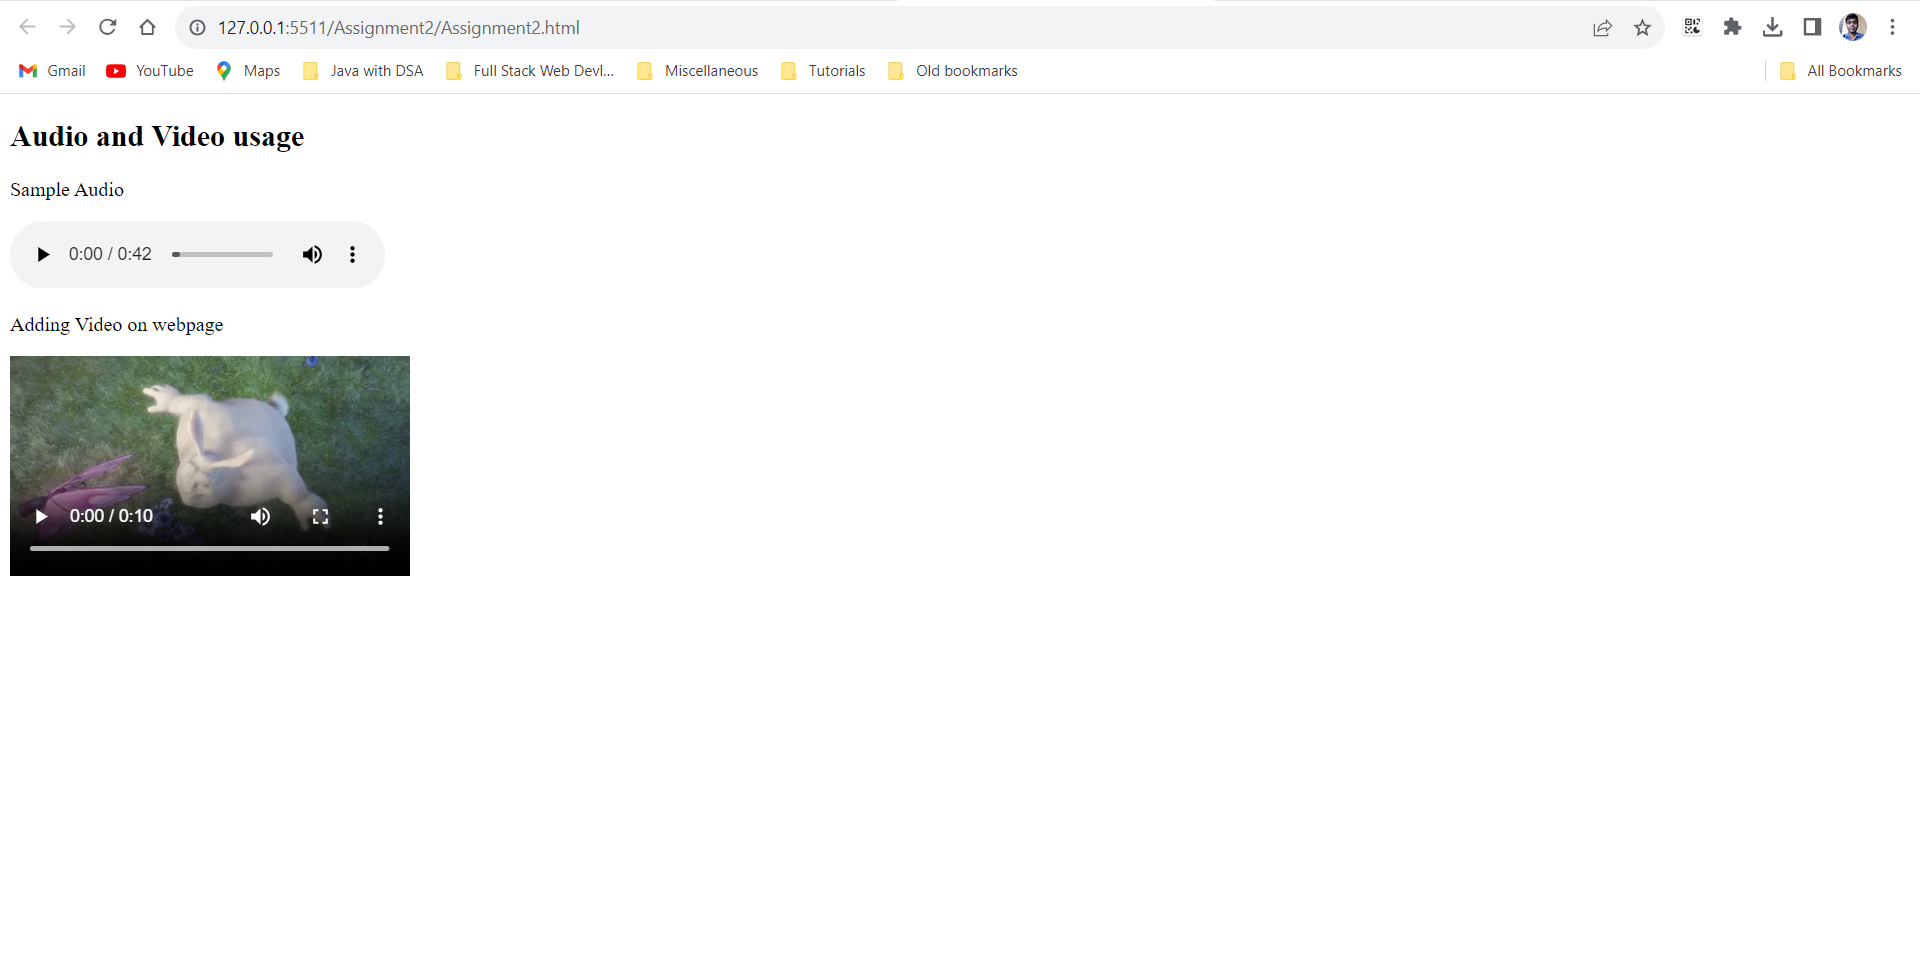 127.0.0.1:5511/Assignment2/Assignment2.html
Gmail YouTube Maps Java with DSA Full Stack Web Devl... Miscellaneous Tutorials Old bookmarks All Bookmarks
Audio and Video usage
Sample Audio
0:00 / 0:42
Adding Video on webpage
0:00 / 0:10